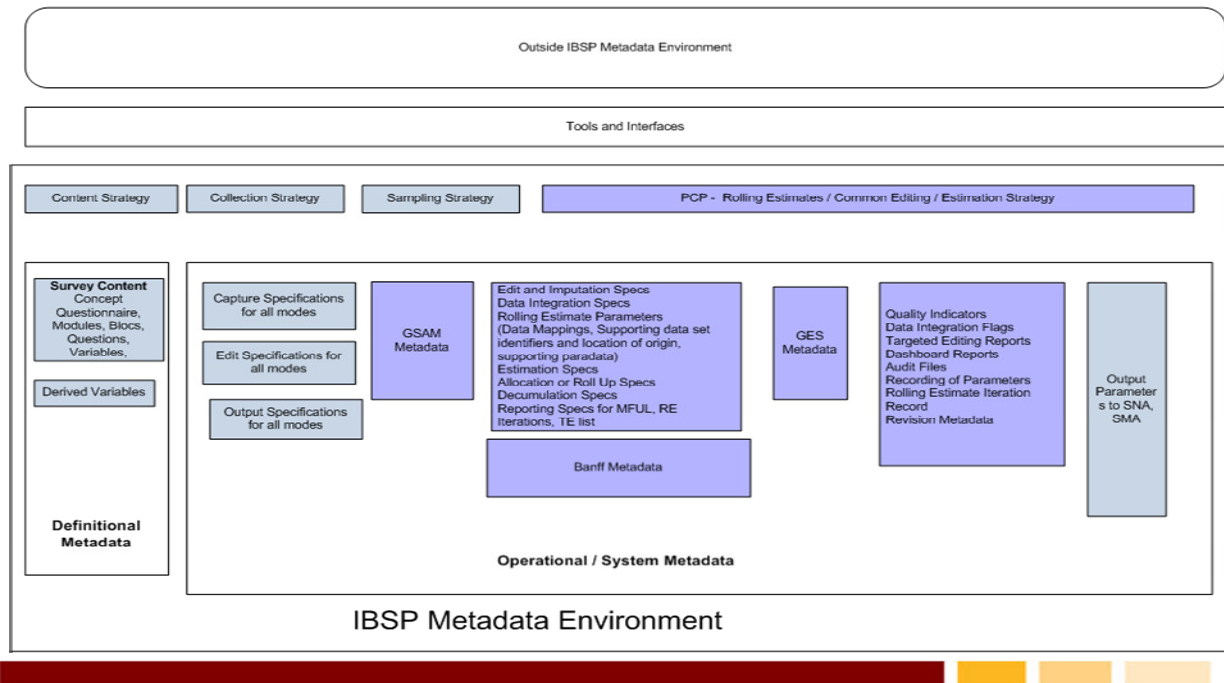 Outside IBSP Metadata Environment
Tools and Interfaces
Content Strategy
Collection Strategy
Sampling Strategy
PCP - Rolling Estimates / Common Editing / Estimation Strategy
Survey Content
Concept
Questionnaire,
Modules, Blocs,
Questions,
Variables,
Derived Variables
Definitional
Metadata
Capture Specifications
for all modes
Edit Specifications for
all modes
Output Specifications
for all modes
GSAM
Metadata
Edit and Imputation Specs
Data Integration Specs
Rolling Estimate Parameters
(Data Mappings, Supporting data set
identifiers and location of origin,
supporting paradata)
Estimation Specs
Allocation or Roll Up Specs
Decumulation Specs
Reporting Specs for MFUL, RE
Iterations, TE list
Banff Metadata
GES
Metadata
Quality Indicators
Data Integration Flags
Targeted Editing Reports
Dashboard Reports
Audit Files
Recording of Parameters
Rolling Estimate Iteration
Record
Revision Metadata
Output
Parameter
s to SNA,
SMA
Operational / System Metadata
IBSP Metadata Environment